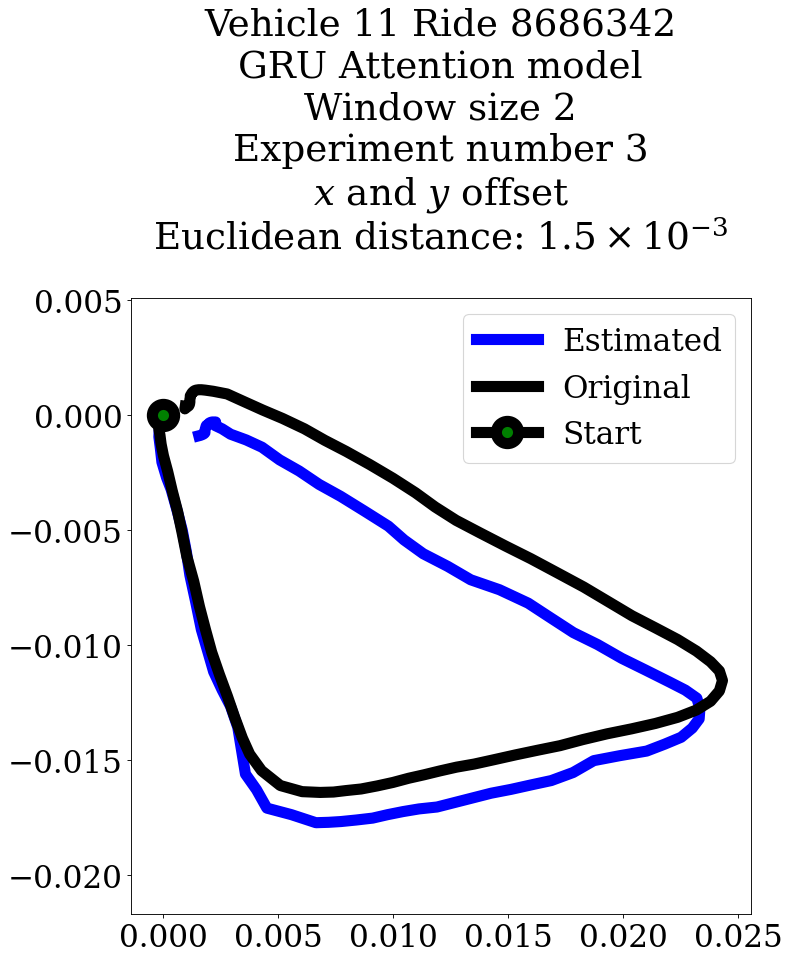 Vehicle 11 Ride 8686342
GRU Attention model
Window size 2
Experiment number 3
x and y offset
Euclidean distance: 1.5 × 10⁻³
0.005
Estimated
Original
0.000
Start
−0.005
−0.010
−0.015
−0.020
0.000 0.005 0.010 0.015 0.020 0.025